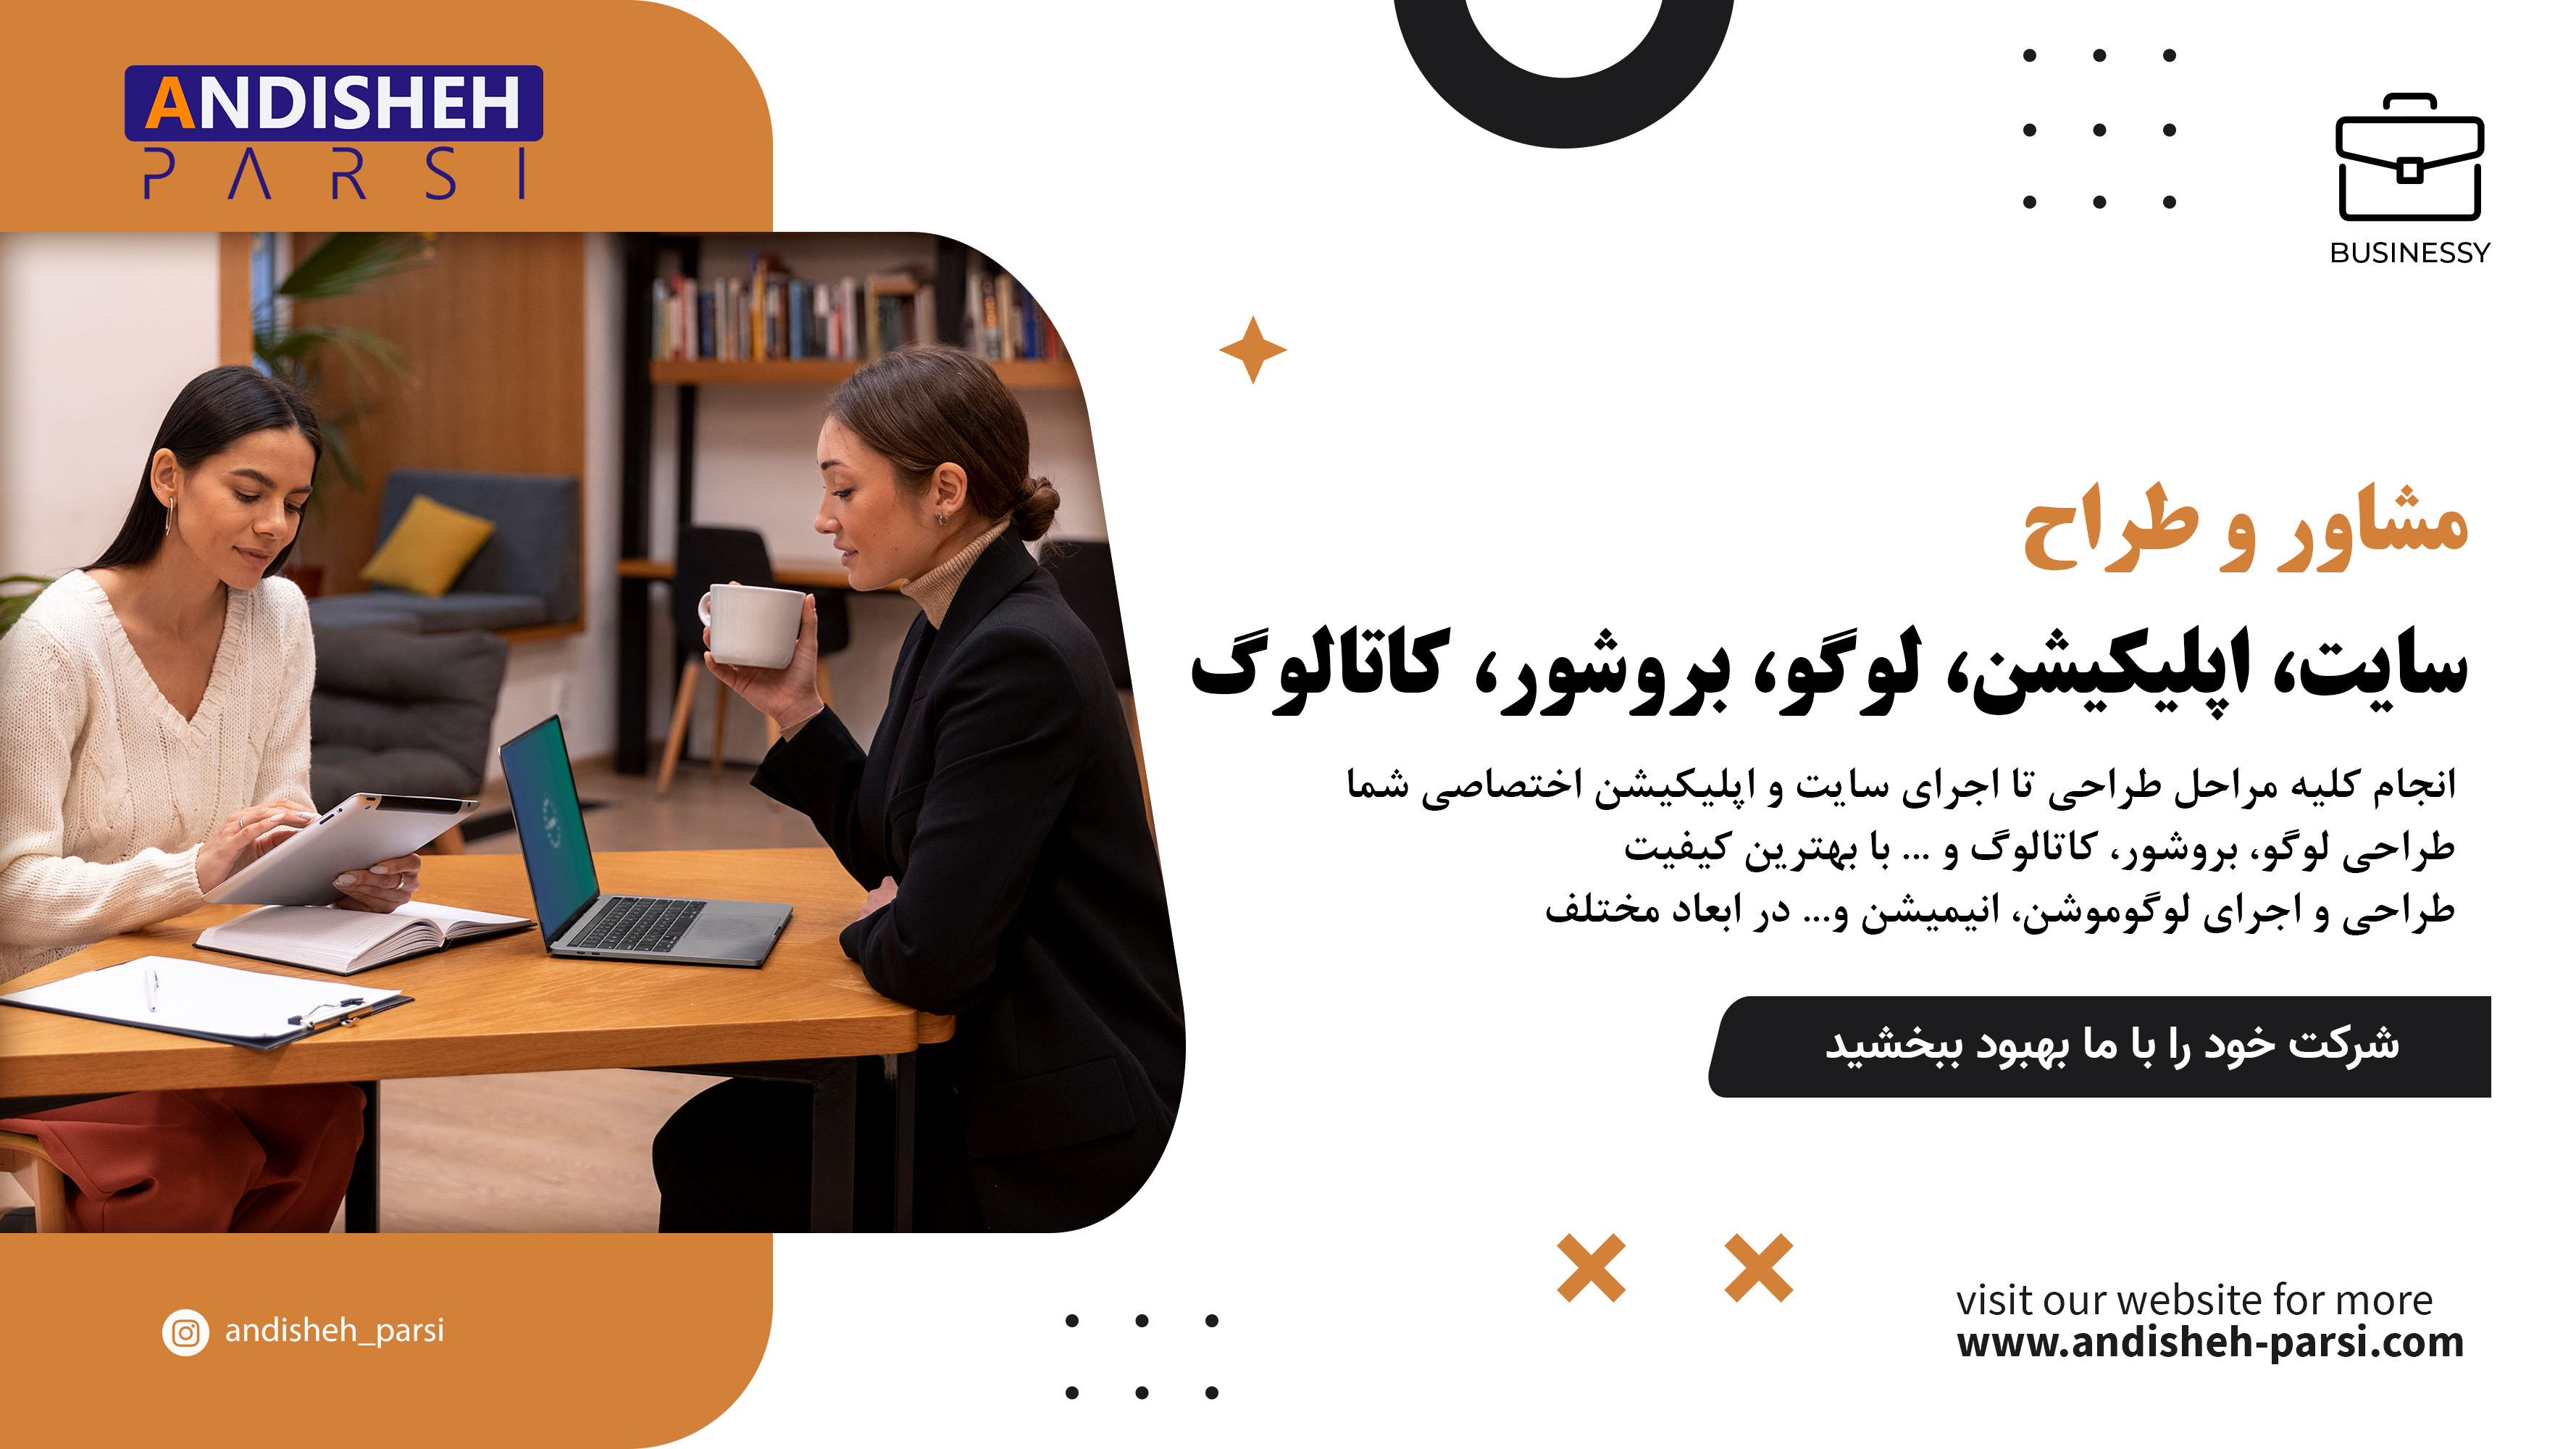 ANDISHEH
PARSI
BUSINESSY
مشاور و طراح
سایت، اپلیکیشن، لوگو، بروشور، کاتالوگ
انجام کلیه مراحل طراحی تا اجرای سایت و اپلیکیشن اختصاصی شما
طراحی لوگو، بروشور، کاتالوگ و ... با بهترین کیفیت
طراحی و اجرای لوگوموشن، انیمیشن و... در ابعاد مختلف
شرکت خود را با ما بهبود ببخشید
andisheh_parsi
visit our website for more
www.andisheh-parsi.com